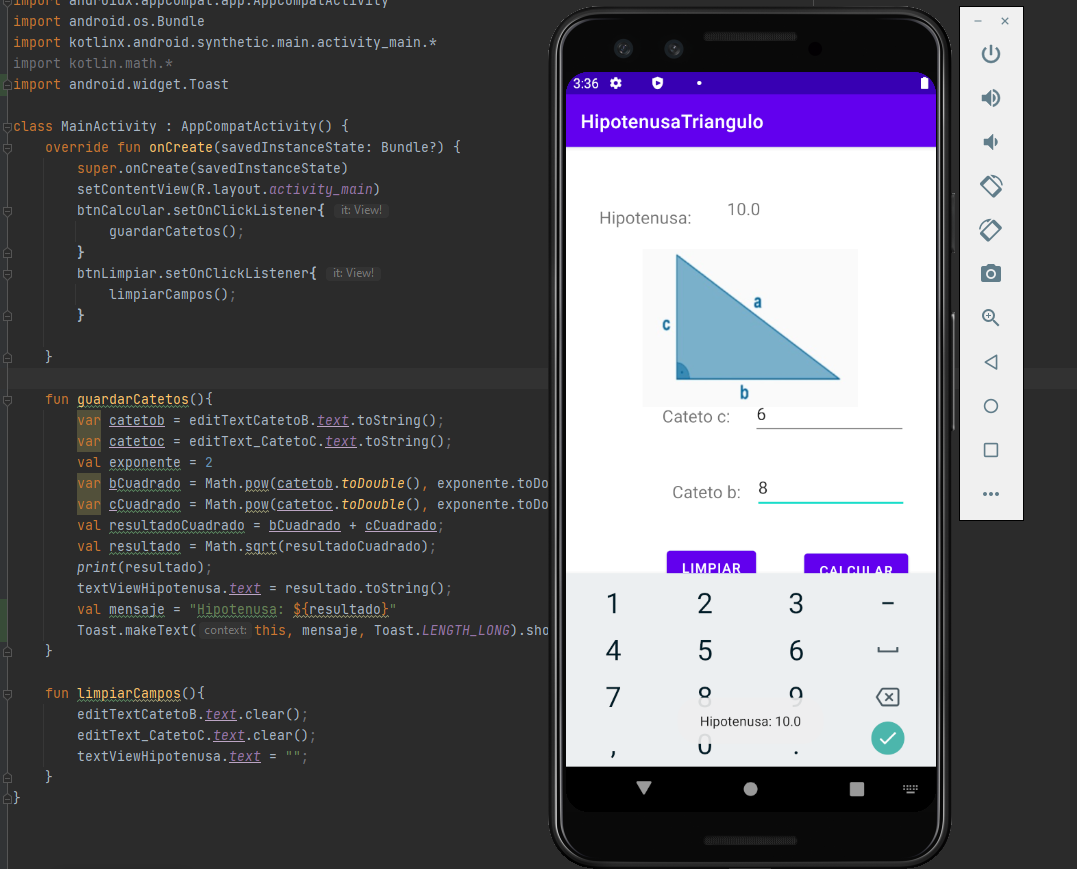 import androidx.appcompat.app.AppCompatActivity
import android.os.Bundle
import kotlinx.android.synthetic.main.activity_main.*
import kotlin.math.*
import android.widget.Toast
class MainActivity : AppCompatActivity() {
override fun onCreate(savedInstanceState: Bundle?) {
super.onCreate(savedInstanceState)
setContentView(R.layout.activity_main)
btnCalcular.setOnClickListener{ it: View!
guardarCatetos();
}
btnLimpiar.setOnClickListener{ it: View!
limpiarCampos();
}
}
fun guardarCatetos(){
var catetob = editTextCatetoB.text.toString();
var catetoc = editText_CatetoC.text.toString();
val exponente = 2
var bCuadrado = Math.pow(catetob.toDouble(), exponente.toDo
var cCuadrado = Math.pow(catetoc.toDouble(), exponente.toDo
val resultadoCuadrado = bCuadrado + cCuadrado;
val resultado = Math.sqrt(resultadoCuadrado);
print(resultado);
textViewHipotenusa.text = resultado.toString();
val mensaje = "Hipotenusa: ${resultado}"
Toast.makeText( context: this, mensaje, Toast.LENGTH_LONG).sho
}
fun limpiarCampos(){
editTextCatetoB.text.clear();
editText_CatetoC.text.clear();
textViewHipotenusa.text = "";
}
}
3:36
HipotenusaTriangulo
Hipotenusa: 10.0
a
c
b
Cateto c: 6
Cateto b: 8
LIMPIAR CALCULAR
1 2 3 -
4 5 6
7 8 9
Hipotenusa: 10.0
, 0 .